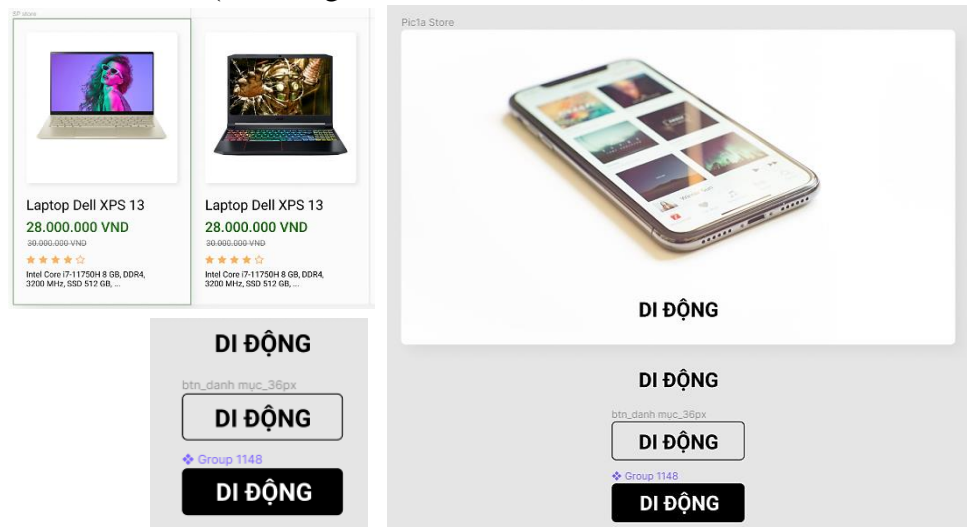 SP store
Laptop Dell XPS 13
28.000.000 VND
30.000.000 VND
Intel Core i7-11750H 8 GB, DDR4,
3200 MHz, SSD 512 GB, ...
Laptop Dell XPS 13
28.000.000 VND
30.000.000 VND
Intel Core i7-11750H 8 GB, DDR4,
3200 MHz, SSD 512 GB, ...
DI ĐỘNG
btn_danh mục_36px
DI ĐỘNG
Group 1148
DI ĐỘNG
Pic1a Store
DI ĐỘNG
DI ĐỘNG
btn_danh mục_36px
DI ĐỘNG
Group 1148
DI ĐỘNG